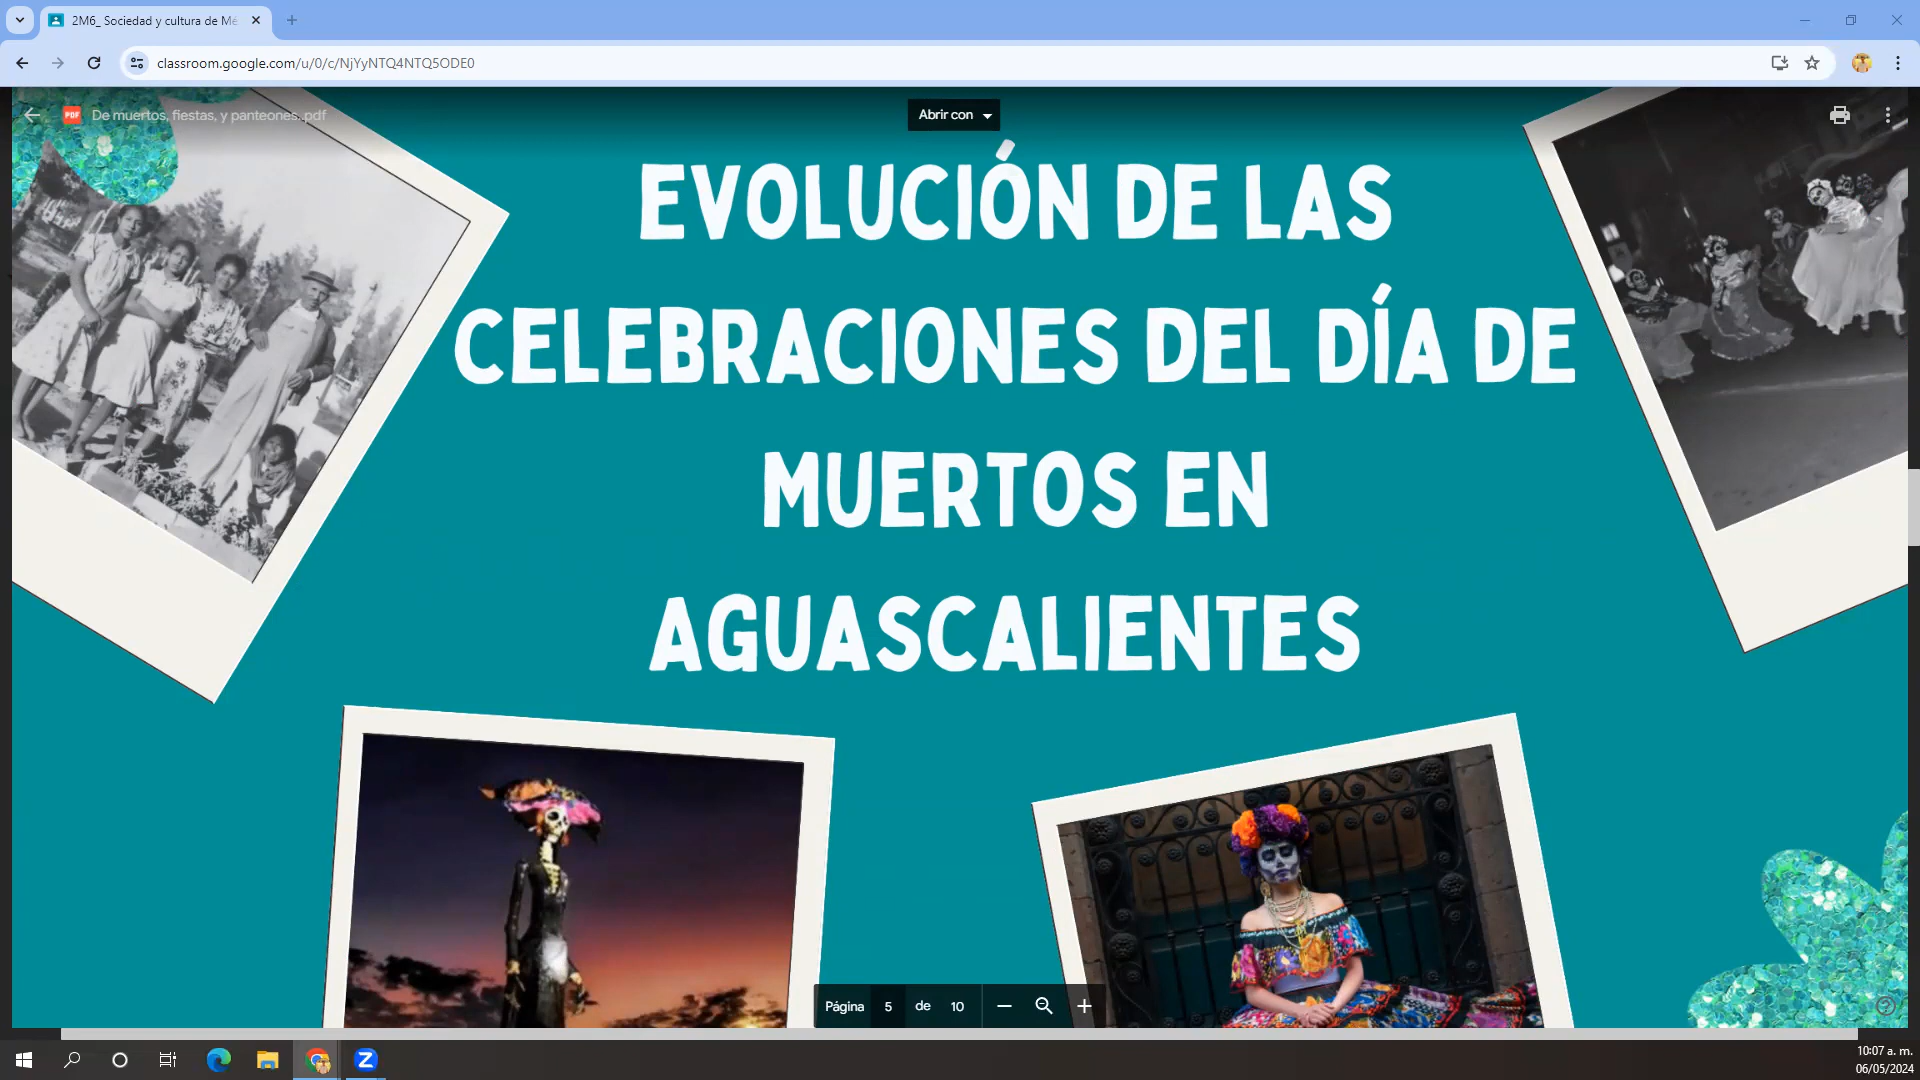 2M6_ Sociedad y cultura de Mé
classroom.google.com/u/0/c/NjYyNTQ4NTQ5ODE0
PDF De muertos, fiestas, y panteones..pdf
Abrir con
EVOLUCIÓN DE LAS
CELEBRACIONES DEL DÍA DE
MUERTOS EN
AGUASCALIENTES
Página 5 de 10
10:07 a. m.
06/05/2024